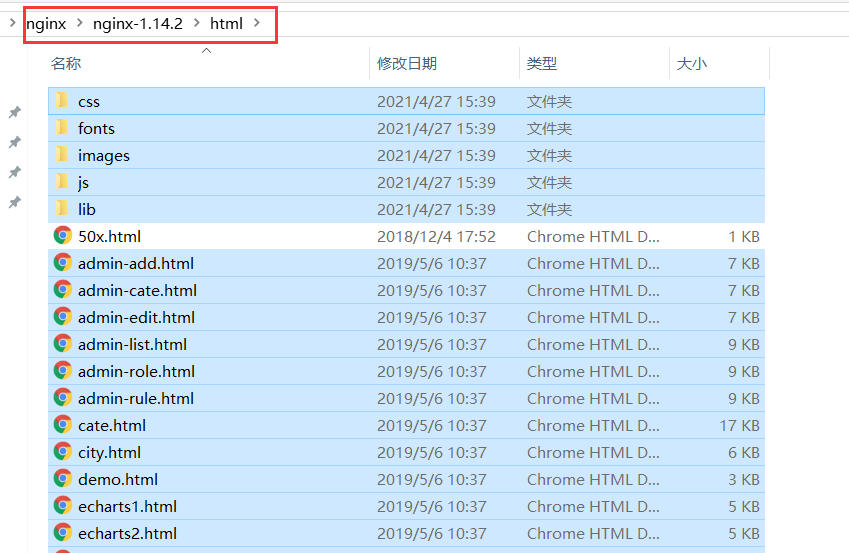 nginx > nginx-1.14.2 > html >
名称 修改日期 类型 大小
css 2021/4/27 15:39 文件夹
fonts 2021/4/27 15:39 文件夹
images 2021/4/27 15:39 文件夹
js 2021/4/27 15:39 文件夹
lib 2021/4/27 15:39 文件夹
50x.html 2018/12/4 17:52 Chrome HTML D... 1 KB
admin-add.html 2019/5/6 10:37 Chrome HTML D... 7 KB
admin-cate.html 2019/5/6 10:37 Chrome HTML D... 7 KB
admin-edit.html 2019/5/6 10:37 Chrome HTML D... 7 KB
admin-list.html 2019/5/6 10:37 Chrome HTML D... 9 KB
admin-role.html 2019/5/6 10:37 Chrome HTML D... 9 KB
admin-rule.html 2019/5/6 10:37 Chrome HTML D... 9 KB
cate.html 2019/5/6 10:37 Chrome HTML D... 17 KB
city.html 2019/5/6 10:37 Chrome HTML D... 6 KB
demo.html 2019/5/6 10:37 Chrome HTML D... 3 KB
echarts1.html 2019/5/6 10:37 Chrome HTML D... 5 KB
echarts2.html 2019/5/6 10:37 Chrome HTML D... 5 KB